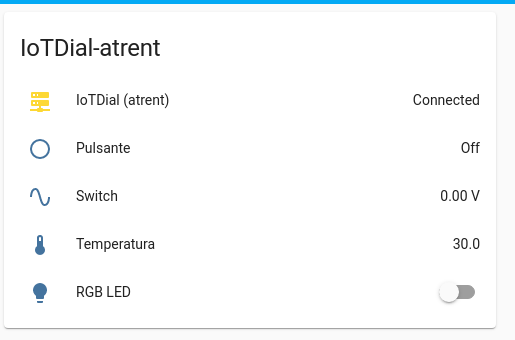 IoTDial-atrent
IoTDial (atrent) Connected
Pulsante Off
Switch 0.00 V
Temperatura 30.0
RGB LED